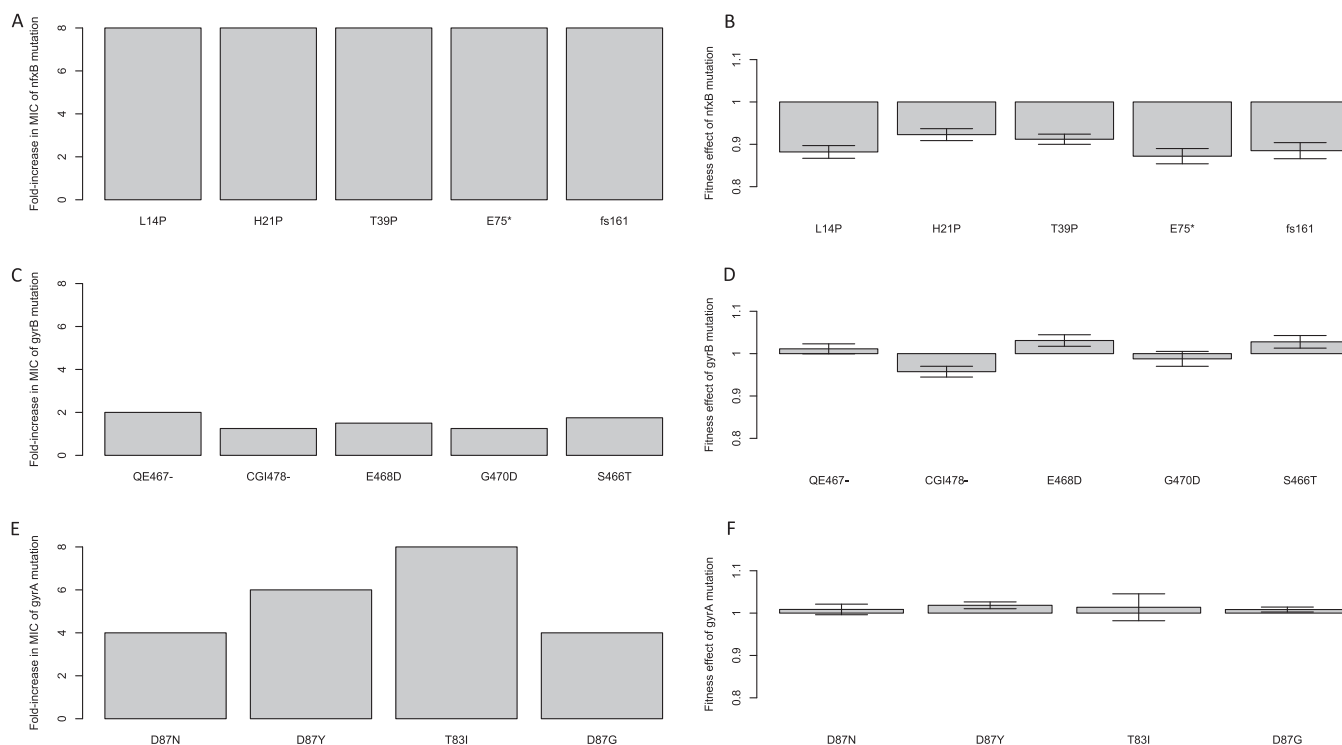 A
Fold-increase in MIC of nfxB mutation
8
6
4
2
0
L14P H21P T39P E75* fs161
B
Fitness effect of nfxB mutation
1.1
1
0.9
0.8
L14P H21P T39P E75* fs161
C
Fold-increase in MIC of gyrB mutation
8
6
4
2
0
QE467- CGI478- E468D G470D S466T
D
Fitness effect of gyrB mutation
1.1
1
0.9
0.8
QE467- CGI478- E468D G470D S466T
E
Fold-increase in MIC of gyrA mutation
8
6
4
2
0
D87N D87Y T83I D87G
F
Fitness effect of gyrA mutation
1.1
1
0.9
0.8
D87N D87Y T83I D87G